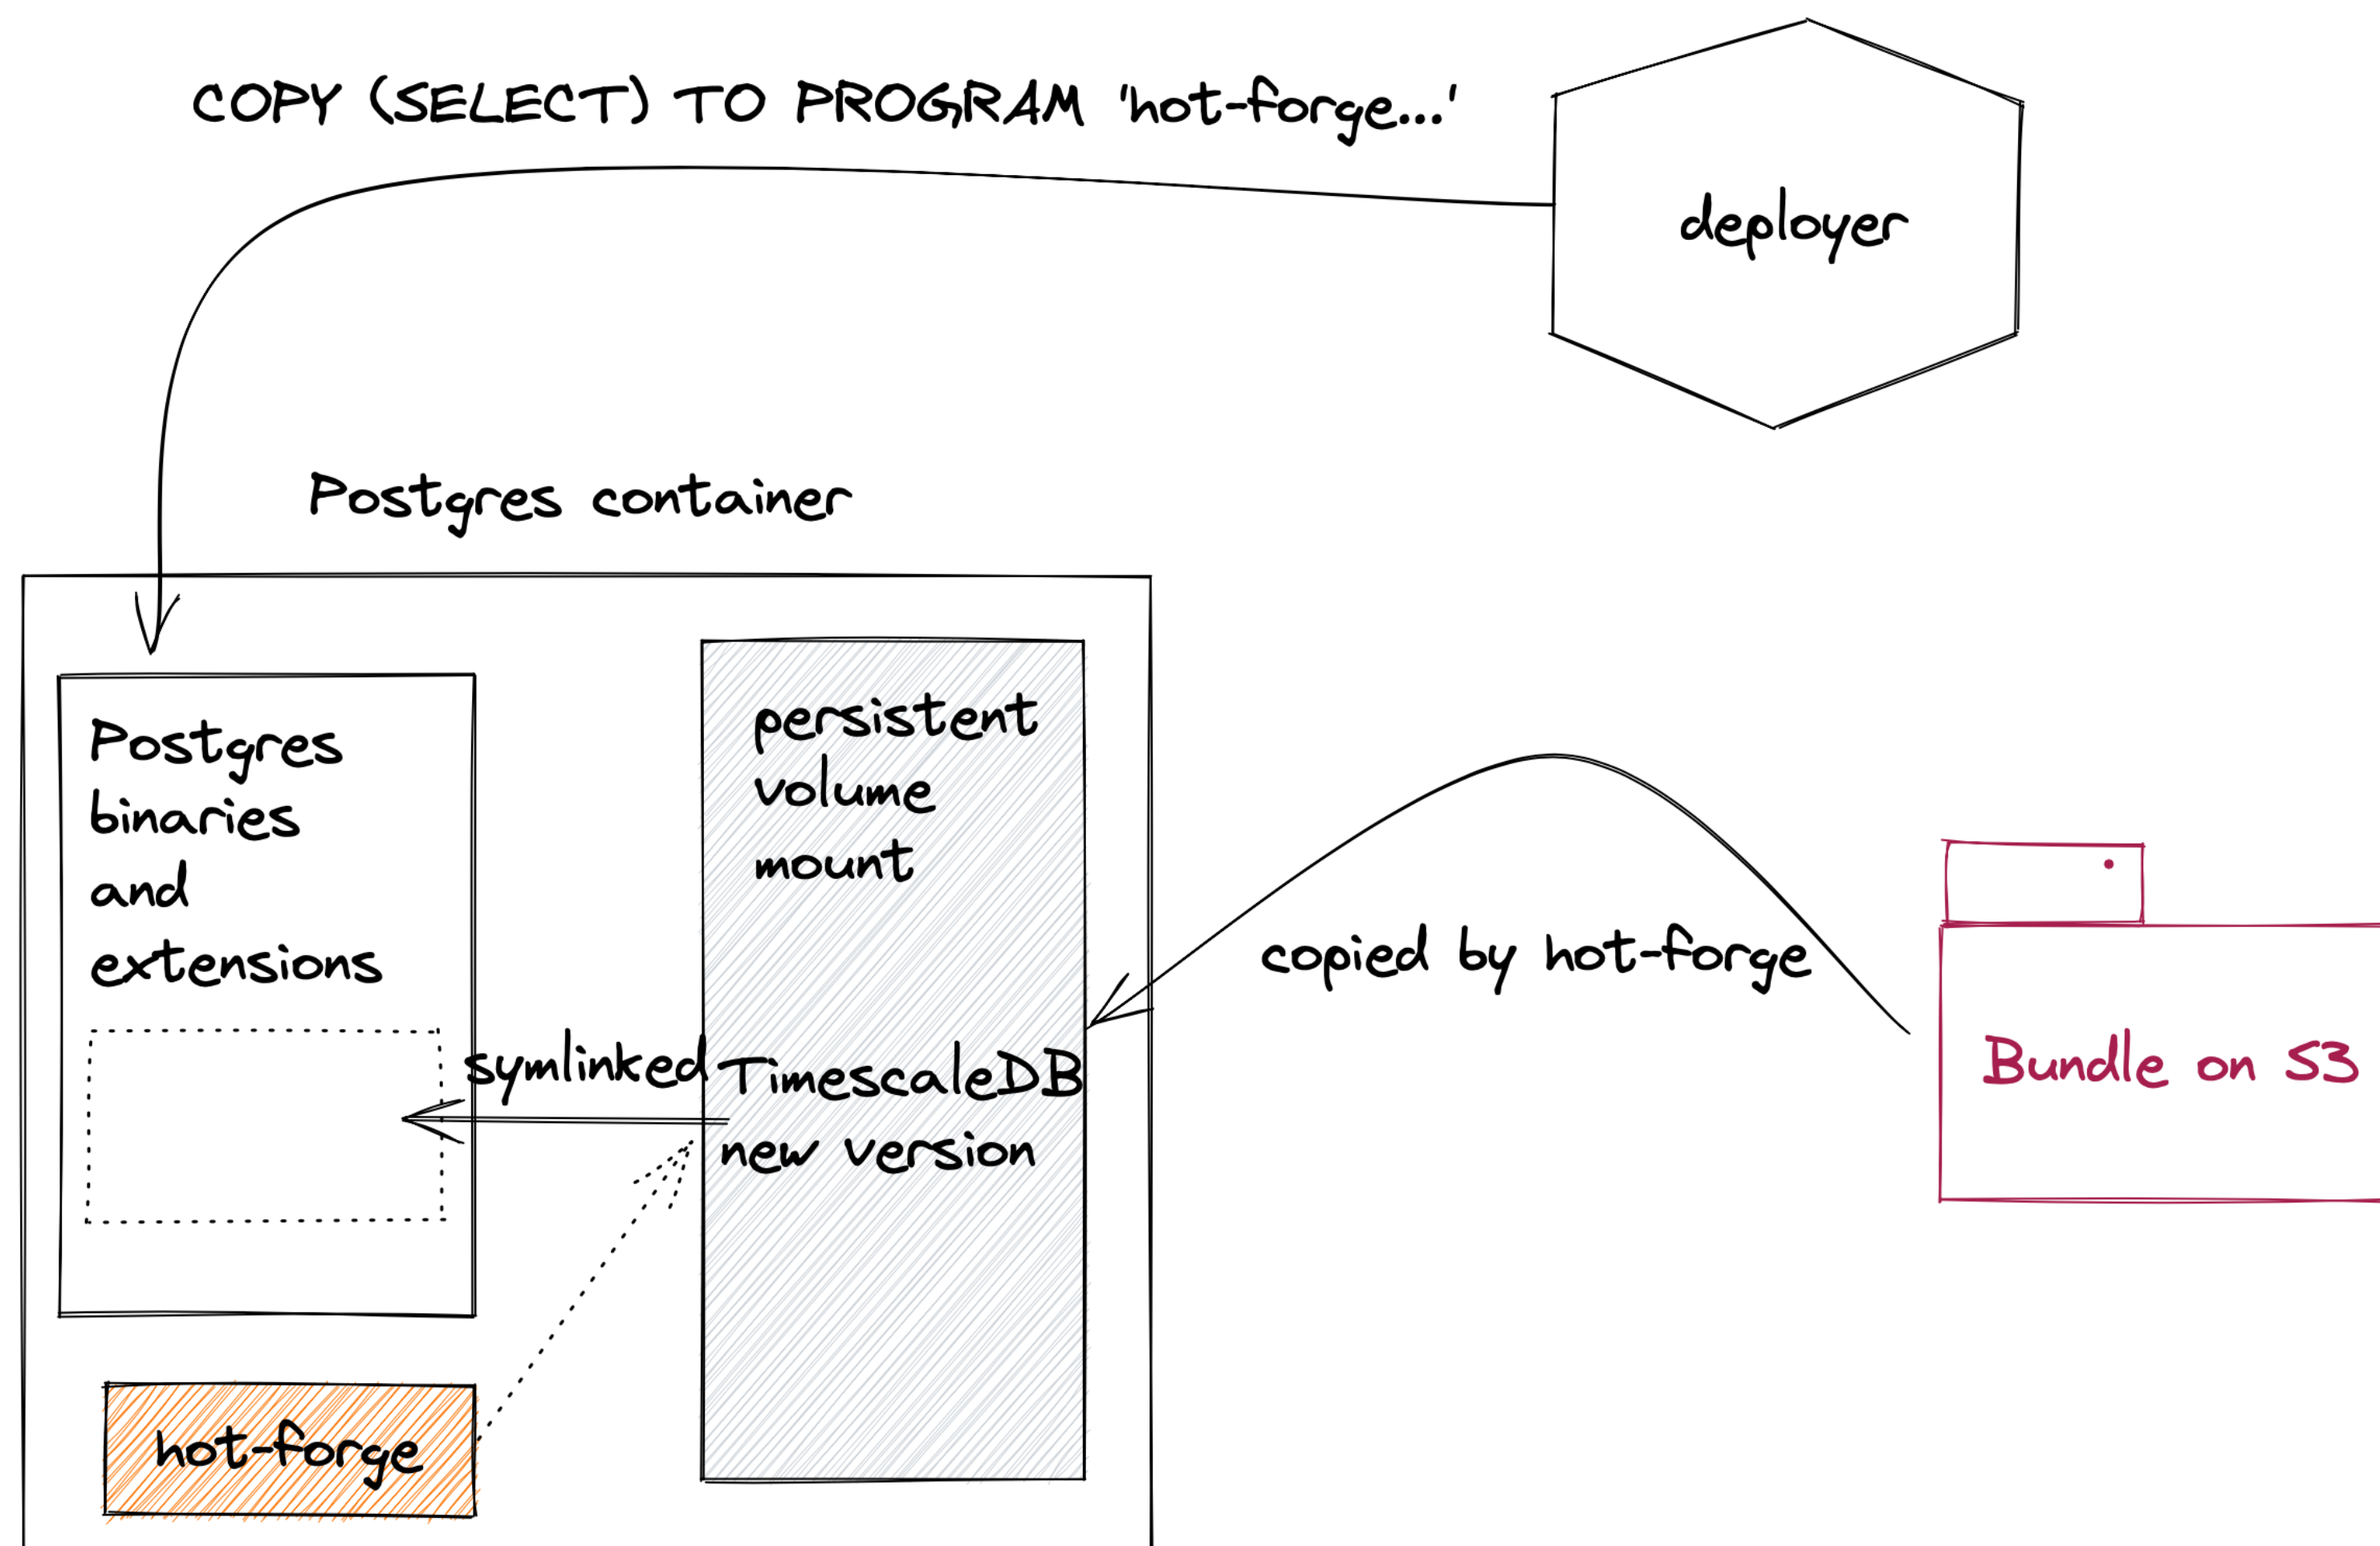 COPY (SELECT) TO PROGRAM 'hot-forge...'
deployer
Postgres container
Postgres
binaries
and
extensions
persistent
volume
mount
symlinked
TimescaleDB
new version
copied by hot-forge
Bundle on S3
hot-forge